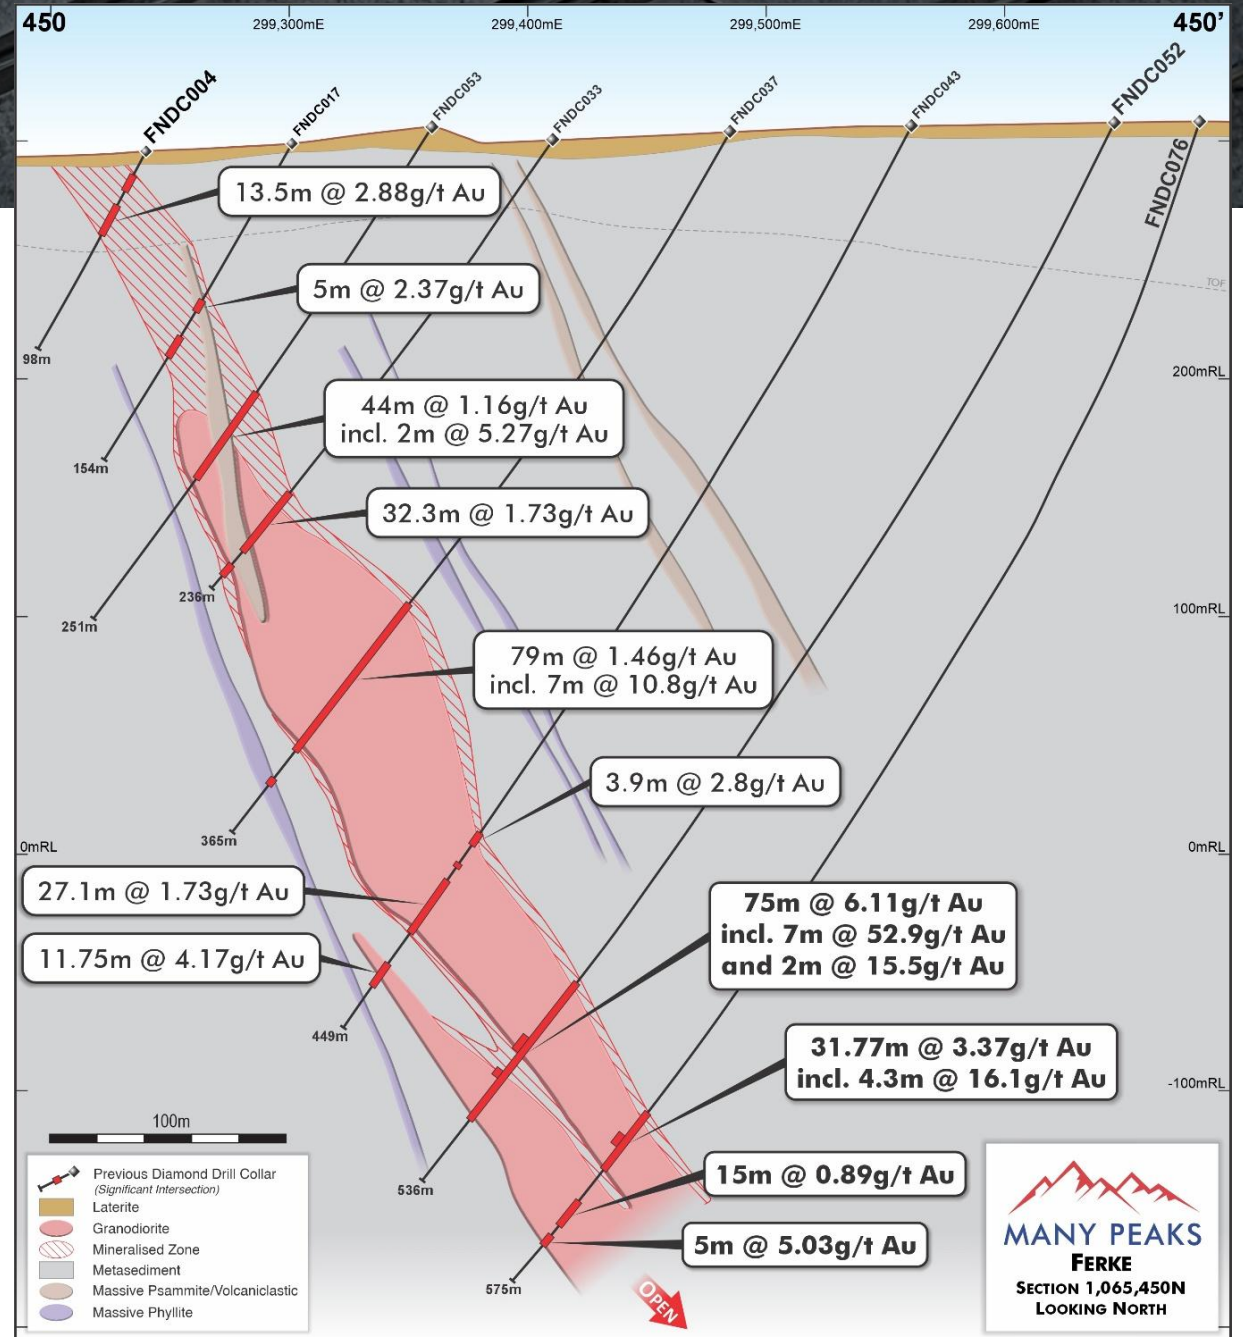 450
299,300mE
299,400mE
299,500mE
299,600mE
450'
FNDC004
FNDC017
FNDC053
FNDC033
FNDC037
FNDC043
FNDC052
FNDC076
13.5m @ 2.88g/t Au
5m @ 2.37g/t Au
TOF
98m
200mRL
44m @ 1.16g/t Au
incl. 2m @ 5.27g/t Au
154m
32.3m @ 1.73g/t Au
236m
251m
100mRL
79m @ 1.46g/t Au
incl. 7m @ 10.8g/t Au
3.9m @ 2.8g/t Au
365m
0mRL
0mRL
27.1m @ 1.73g/t Au
75m @ 6.11g/t Au
incl. 7m @ 52.9g/t Au
and 2m @ 15.5g/t Au
11.75m @ 4.17g/t Au
449m
31.77m @ 3.37g/t Au
incl. 4.3m @ 16.1g/t Au
-100mRL
100m
536m
15m @ 0.89g/t Au
5m @ 5.03g/t Au
575m
OPEN
Previous Diamond Drill Collar
(Significant Intersection)
Laterite
Granodiorite
Mineralised Zone
Metasediment
Massive Psammite/Volcaniclastic
Massive Phyllite
MANY PEAKS
FERKE
SECTION 1,065,450N
LOOKING NORTH